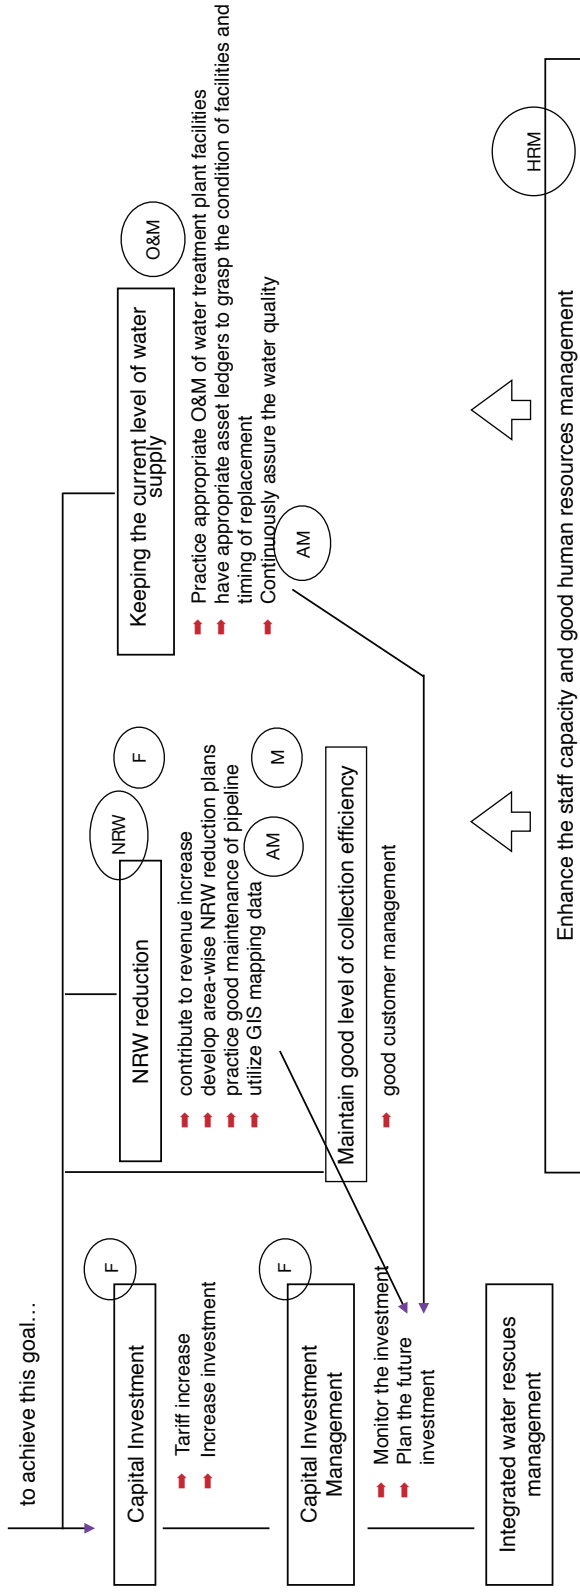 to achieve this goal...
Capital Investment
F
Tariff increase
Increase investment
Capital Investment
Management
F
Monitor the investment
Plan the future
investment
Integrated water rescues
management
NRW reduction
NRW
F
contribute to revenue increase
develop area-wise NRW reduction plans
practice good maintenance of pipeline
utilize GIS mapping data
AM
M
Maintain good level of collection efficiency
good customer management
Keeping the current level of water
supply
O&M
Practice appropriate O&M of water treatment plant facilities
have appropriate asset ledgers to grasp the condition of facilities and
timing of replacement
Continuously assure the water quality
AM
HRM
Enhance the staff capacity and good human resources management